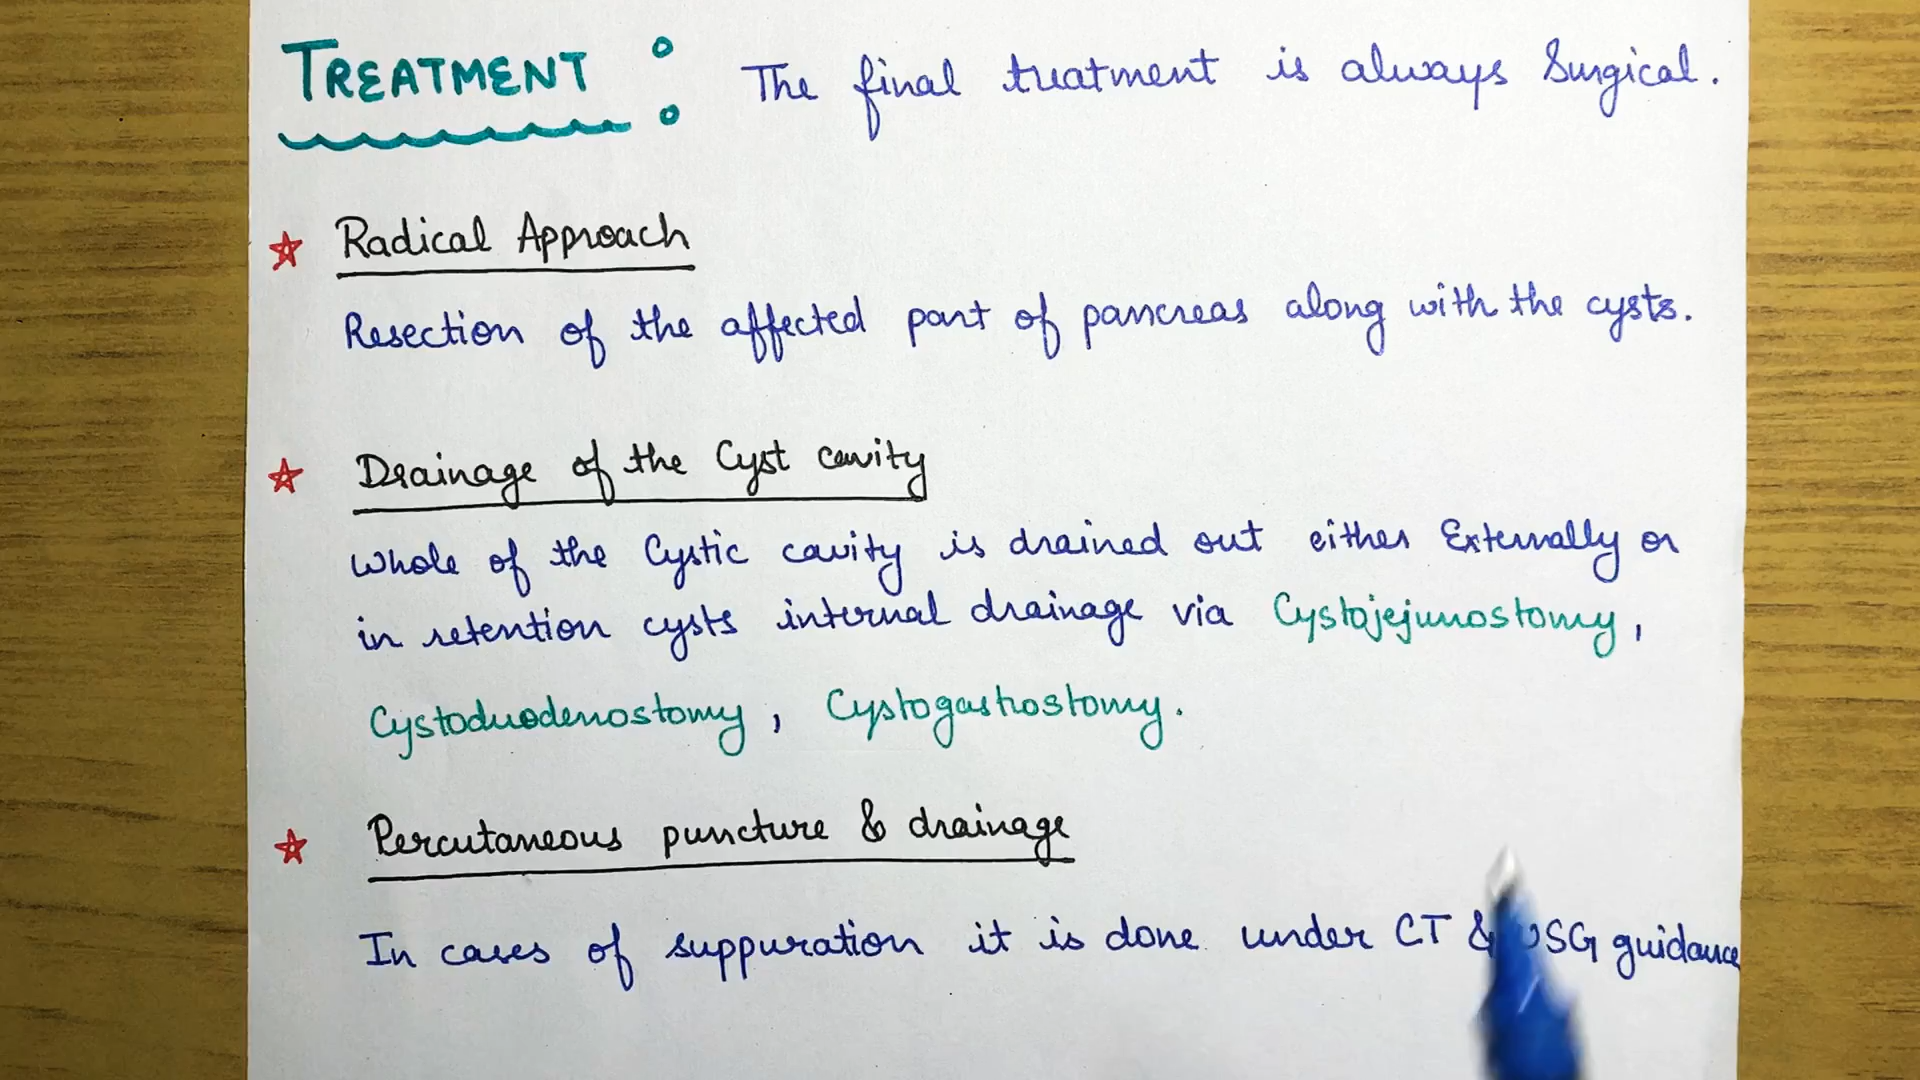 TREATMENT : The final treatment is always Surgical.
Radical Approach
Resection of the affected part of pancreas along with the cysts.
Drainage of the Cyst cavity
Whole of the Cystic cavity is drained out either Externally or
in retention cysts internal drainage via Cystojejunostomy,
Cystoduodenostomy, Cystogastrostomy.
Percutaneous puncture & drainage
In cases of suppuration it is done under CT & USG guidance